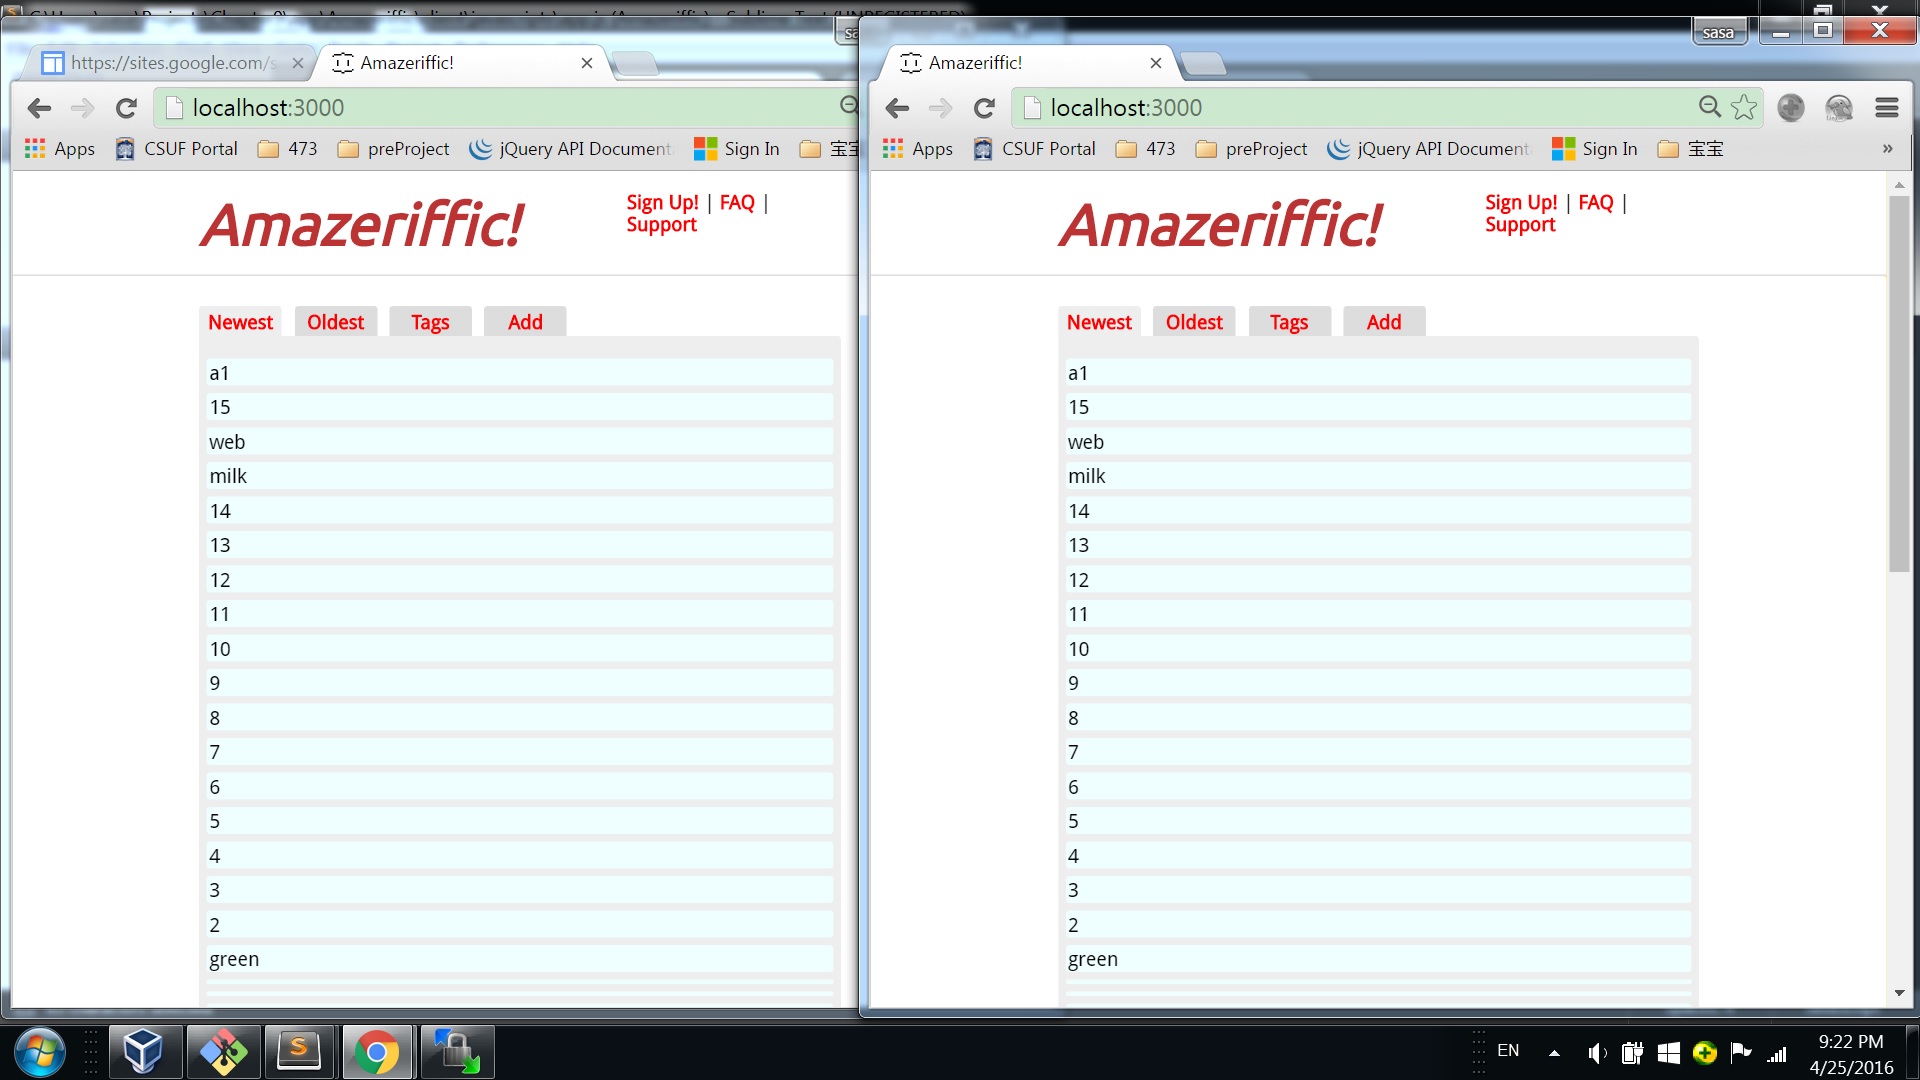 sasa
https://sites.google.com/s
Amazeriffic!
localhost:3000
Apps
CSUF Portal
473
preProject
jQuery API Document
Sign In
Amazeriffic!
Sign Up! | FAQ |
Support
Newest
Oldest
Tags
Add
a1
15
web
milk
14
13
12
11
10
9
8
7
6
5
4
3
2
green
Amazeriffic!
localhost:3000
Apps
CSUF Portal
473
preProject
jQuery API Document
Sign In
宝宝
»
Amazeriffic!
Sign Up! | FAQ |
Support
Newest
Oldest
Tags
Add
a1
15
web
milk
14
13
12
11
10
9
8
7
6
5
4
3
2
green
EN
9:22 PM
4/25/2016